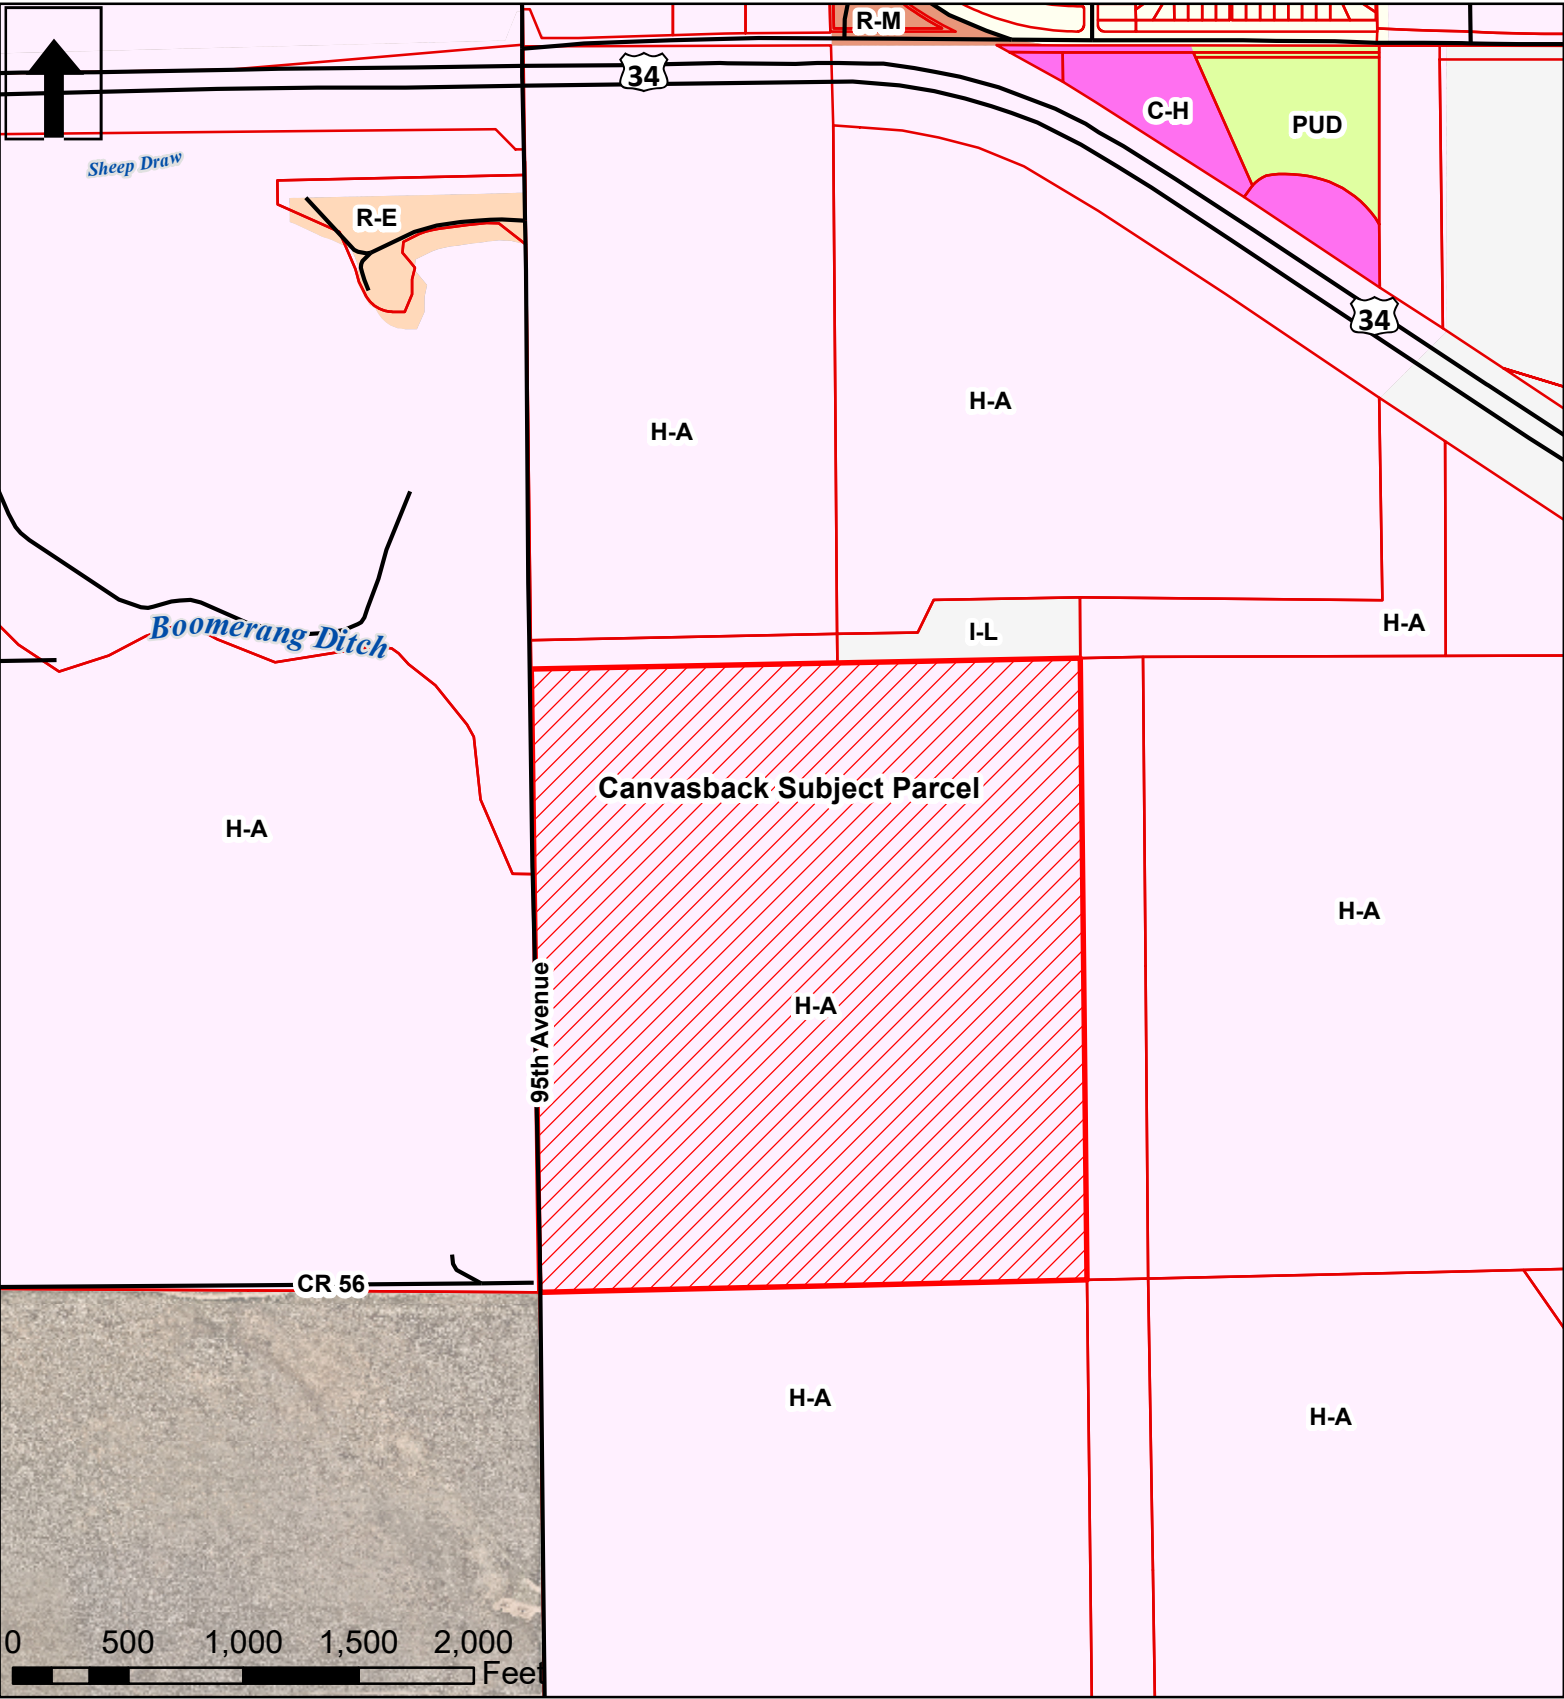 R-M
34
C-H
PUD
Sheep Draw
R-E
34
H-A
H-A
Boomerang Ditch
I-L
H-A
Canvasback Subject Parcel
H-A
H-A
H-A
95th Avenue
CR 56
H-A
H-A
0 500 1,000 1,500 2,000
Feet